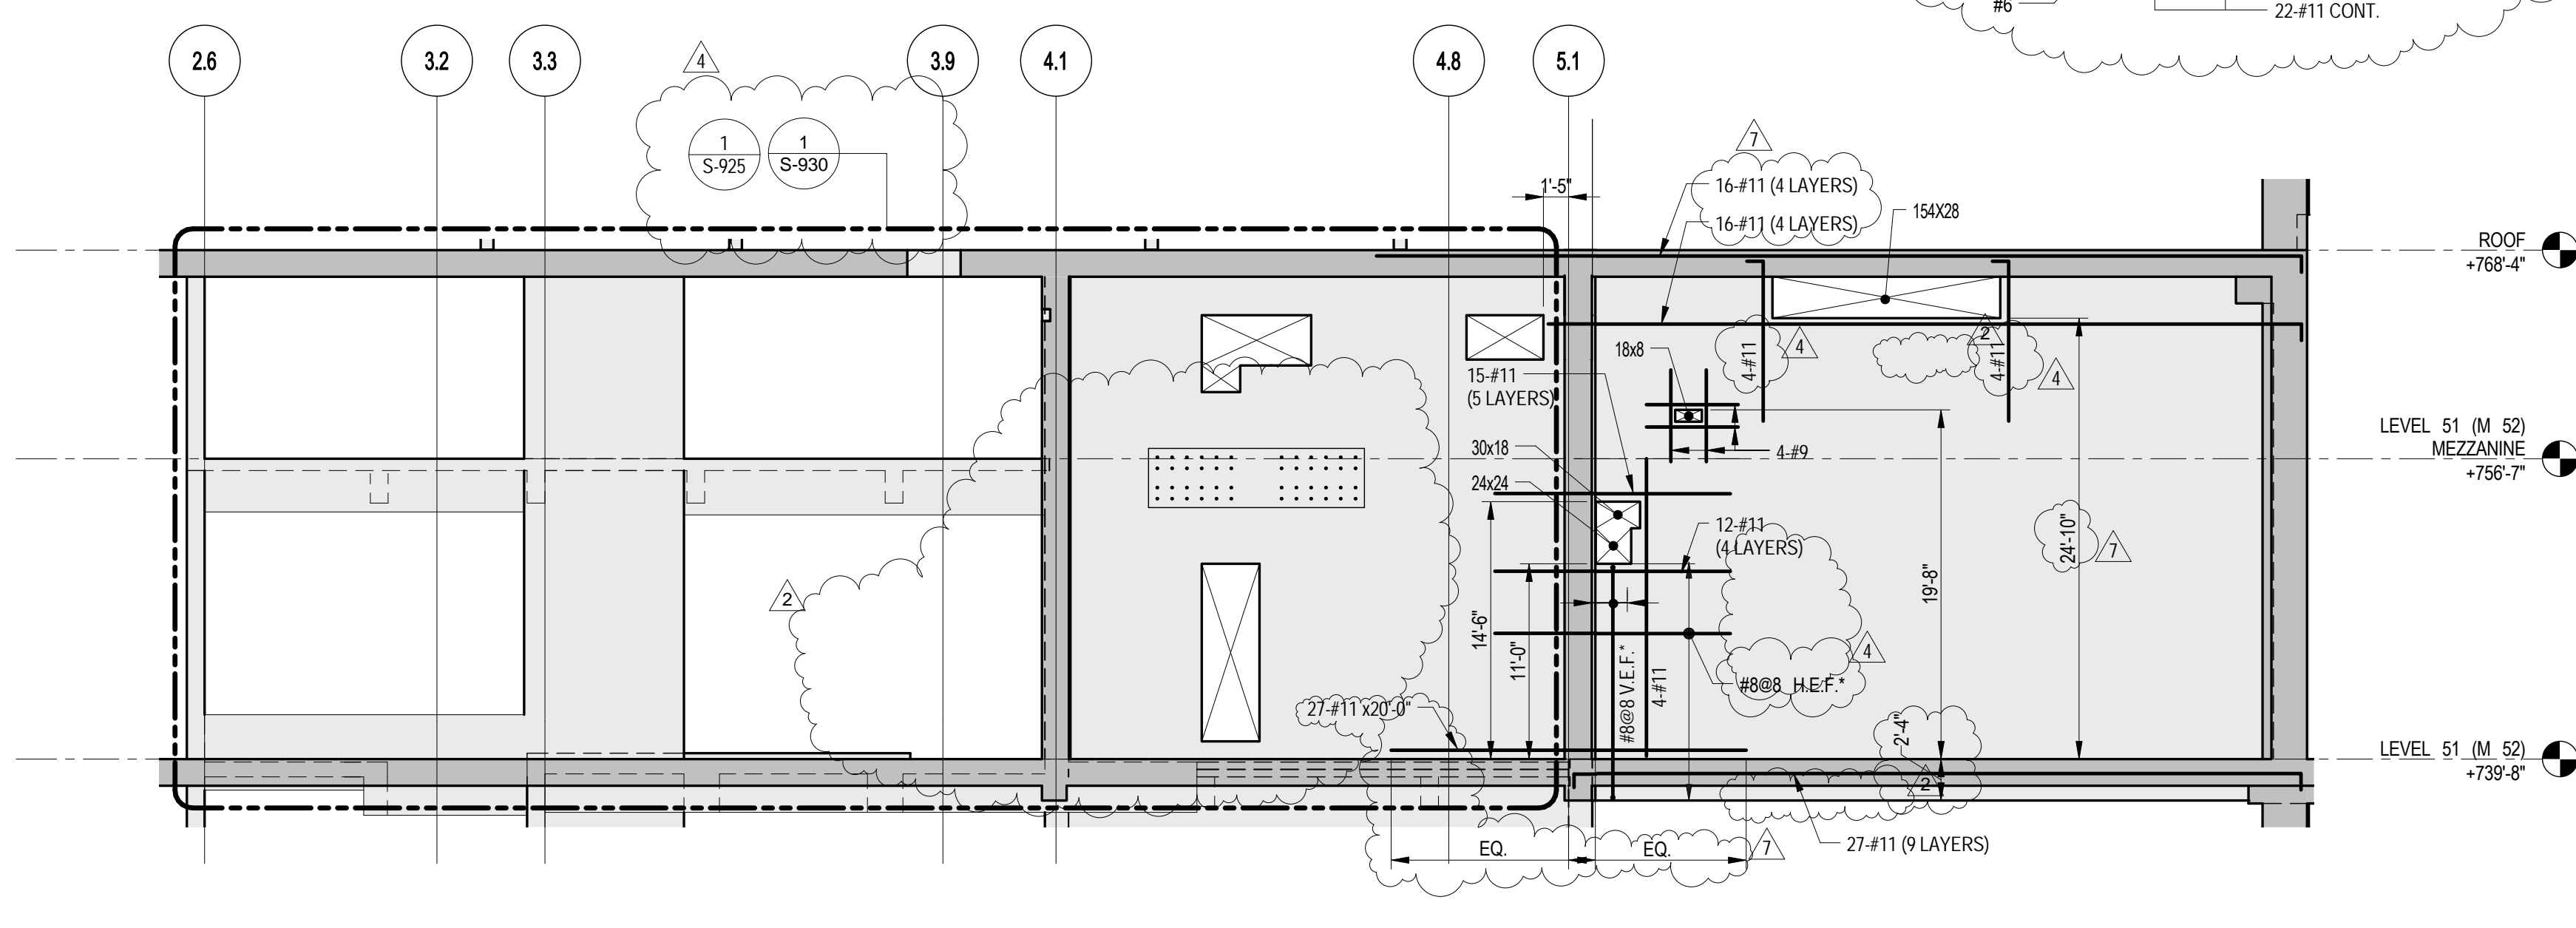 #6
22-#11 CONT.
2.6
3.2
3.3
3.9
4.1
4.8
5.1
4
1
S-925
1
S-930
7
1'-5"
16-#11 (4 LAYERS)
16-#11 (4 LAYERS)
154X28
ROOF
+768'-4"
18x8
4-#11
4
2
4-#11
4
15-#11
(5 LAYERS)
30x18
24x24
4-#9
LEVEL 51 (M 52)
MEZZANINE
+756'-7"
12-#11
(4 LAYERS)
24'-10"
7
19'-8"
14'-6"
11'-0"
2
#8@8 V.E.F.*
4-#11
4
#8@8 H.E.F.*
27-#11 x20'-0"
2'-4"
2
LEVEL 51 (M 52)
+739'-8"
EQ.
EQ.
7
27-#11 (9 LAYERS)